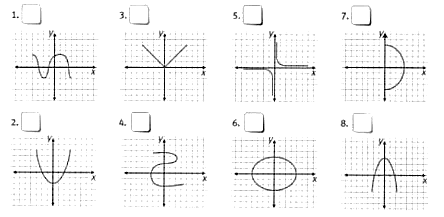 1. 3. 5. 7.
y y y y
x x x x
2. 4. 6. 8.
y y y y
x x x x